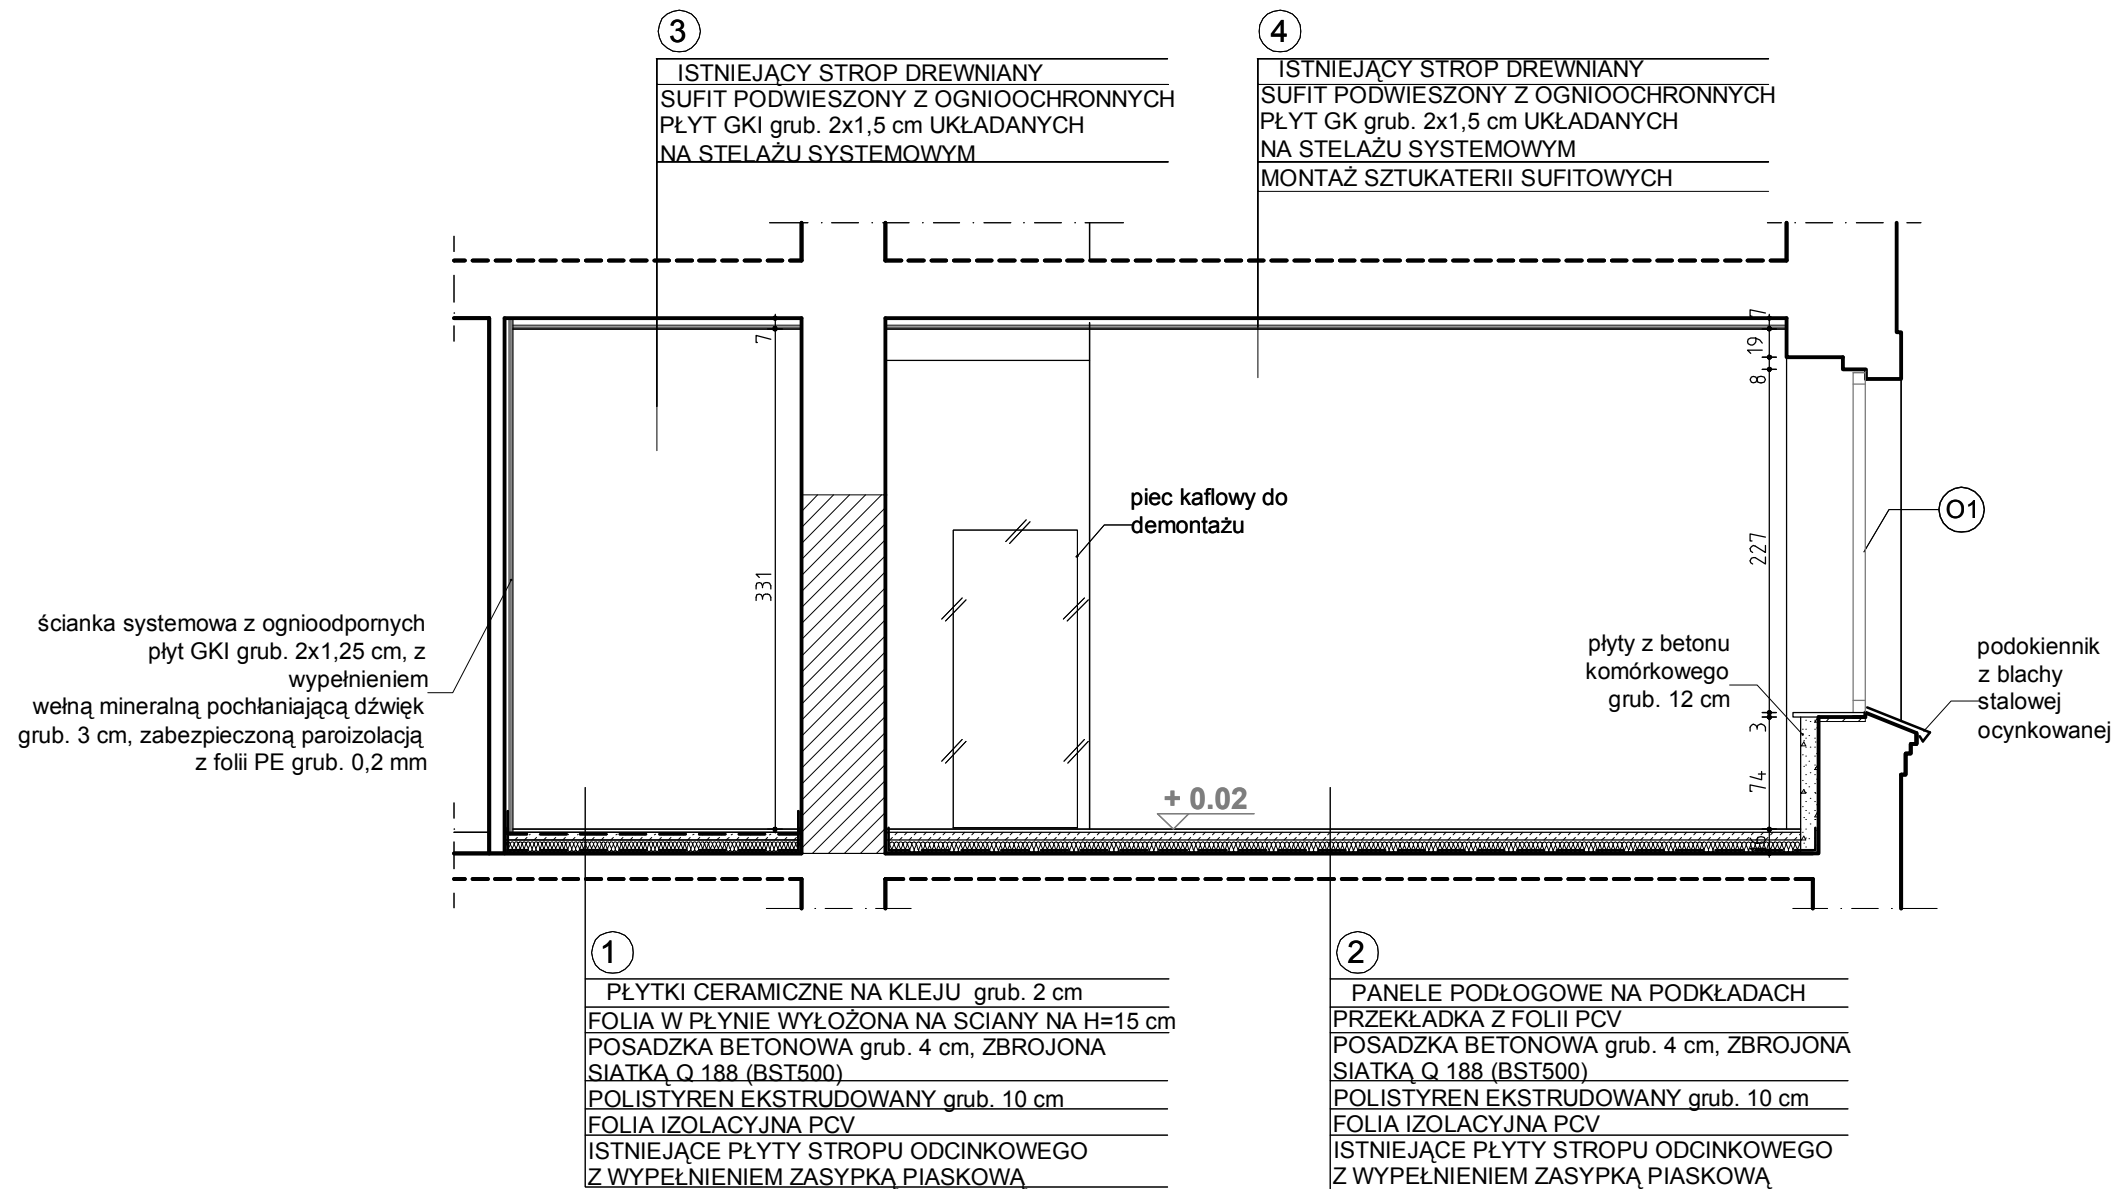 3
ISTNIEJĄCY STROP DREWNIANY
SUFIT PODWIESZONY Z OGNIOOCHRONNYCH
PŁYT GKI grub. 2x1,5 cm UKŁADANYCH
NA STELAŻU SYSTEMOWYM
4
ISTNIEJĄCY STROP DREWNIANY
SUFIT PODWIESZONY Z OGNIOOCHRONNYCH
PŁYT GK grub. 2x1,5 cm UKŁADANYCH
NA STELAŻU SYSTEMOWYM
MONTAŻ SZTUKATERII SUFITOWYCH
7
331
7
19
8
227
3
74
piec kaflowy do
demontażu
O1
ścianka systemowa z ognioodpornych
płyt GKI grub. 2x1,25 cm, z
wypełnieniem
wełną mineralną pochłaniającą dźwięk
grub. 3 cm, zabezpieczoną paroizolacją
z folii PE grub. 0,2 mm
płyty z betonu
komórkowego
grub. 12 cm
podokiennik
z blachy
stalowej
ocynkowanej
+ 0.02
1
PŁYTKI CERAMICZNE NA KLEJU grub. 2 cm
FOLIA W PŁYNIE WYŁOŻONA NA SCIANY NA H=15 cm
POSADZKA BETONOWA grub. 4 cm, ZBROJONA
SIATKĄ Q 188 (BST500)
POLISTYREN EKSTRUDOWANY grub. 10 cm
FOLIA IZOLACYJNA PCV
ISTNIEJĄCE PŁYTY STROPU ODCINKOWEGO
Z WYPEŁNIENIEM ZASYPKĄ PIASKOWĄ
2
PANELE PODŁOGOWE NA PODKŁADACH
PRZEKŁADKA Z FOLII PCV
POSADZKA BETONOWA grub. 4 cm, ZBROJONA
SIATKĄ Q 188 (BST500)
POLISTYREN EKSTRUDOWANY grub. 10 cm
FOLIA IZOLACYJNA PCV
ISTNIEJĄCE PŁYTY STROPU ODCINKOWEGO
Z WYPEŁNIENIEM ZASYPKĄ PIASKOWĄ